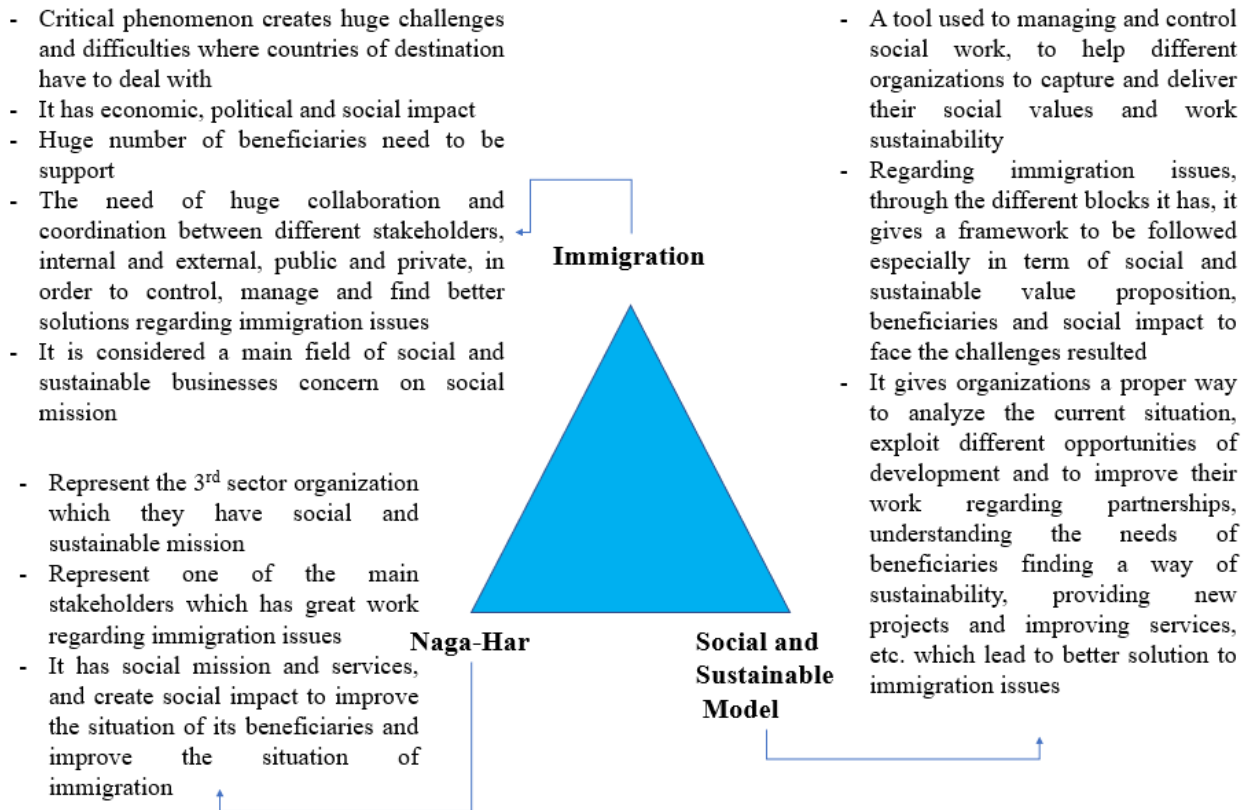 - Critical phenomenon creates huge challenges
and difficulties where countries of destination
have to deal with
- It has economic, political and social impact
- Huge number of beneficiaries need to be
support
- The need of huge collaboration and
coordination between different stakeholders,
internal and external, public and private, in
order to control, manage and find better
solutions regarding immigration issues
- It is considered a main field of social and
sustainable businesses concern on social
mission
- Represent the 3rd sector organization
which they have social and
sustainable mission
- Represent one of the main
stakeholders which has great work
regarding immigration issues
- It has social mission and services,
and create social impact to improve
the situation of its beneficiaries and
improve the situation of
immigration
Immigration
Naga-Har
Social and
Sustainable
Model
- A tool used to managing and control
social work, to help different
organizations to capture and deliver
their social values and work
sustainability
- Regarding immigration issues,
through the different blocks it has, it
gives a framework to be followed
especially in term of social and
sustainable value proposition,
beneficiaries and social impact to
face the challenges resulted
- It gives organizations a proper way
to analyze the current situation,
exploit different opportunities of
development and to improve their
work regarding partnerships,
understanding the needs of
beneficiaries finding a way of
sustainability, providing new
projects and improving services,
etc. which lead to better solution to
immigration issues